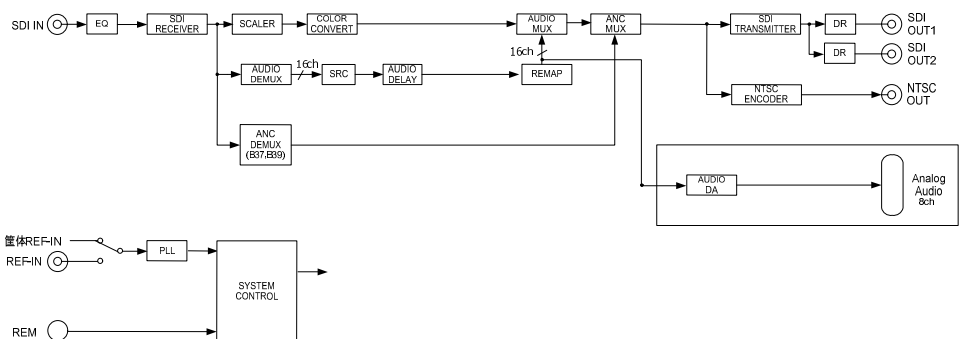 SDI IN
EQ
SDI
RECEIVER
SCALER
COLOR
CONVERT
AUDIO
MUX
ANC
MUX
SDI
TRANSMITTER
DR
SDI
OUT1
DR
SDI
OUT2
16ch
AUDIO
DEMUX
16ch
SRC
AUDIO
DELAY
REMAP
NTSC
ENCODER
NTSC
OUT
ANC
DEMUX
(B37,B39)
AUDIO
DA
Analog
Audio
8ch
筐体REF-IN
REF-IN
PLL
SYSTEM
CONTROL
REM